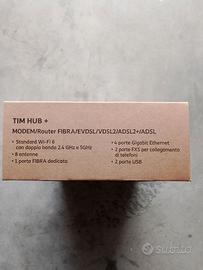 TIM HUB +
MODEM/Router FIBRA/EVDSL/VDSL2/ADSL2+/ADSL
• Standard Wi-Fi 6
con doppia banda 2.4 GHz e 5GHz
• 8 antenne
• 1 porta FIBRA dedicata
• 4 porte Gigabit Ethernet
• 2 porte FXS per collegamento
di telefoni
• 2 porte USB
subito